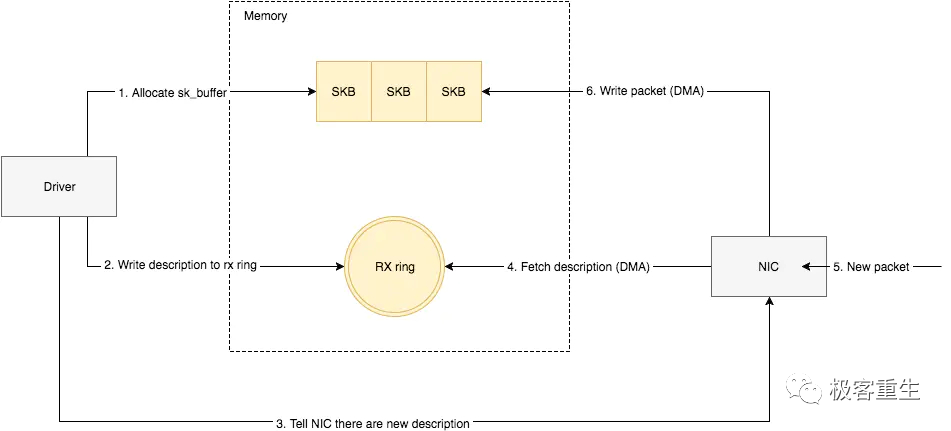 Memory
1. Allocate sk_buffer
SKB
SKB
SKB
6. Write packet (DMA)
Driver
2. Write description to rx ring
RX ring
4. Fetch description (DMA)
NIC
5. New packet
极客重生
3. Tell NIC there are new description